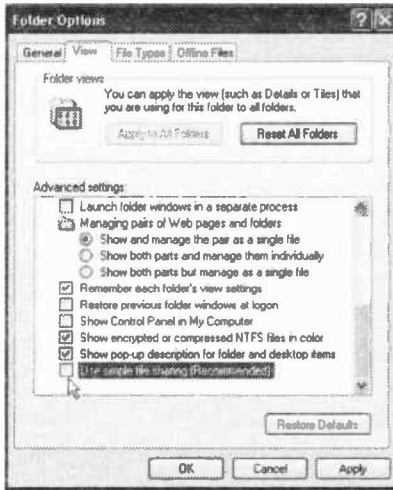 Folder Options
General View File Types Offline Files
Folder views
You can apply the view (such as Details or Tiles) that
you are using for this folder to all folders.
Apply to All Folders Reset All Folders
Advanced settings
Launch folder windows in a separate process
Managing pairs of Web pages and folders
Show and manage the pair as a single file
Show both parts and manage them individually
Show both parts but manage as a single file
Remember each folder's view settings
Restore previous folder windows at logon
Show Control Panel in My Computer
Show encrypted or compressed NTFS files in color
Show pop-up description for folder and desktop items
Use simple file sharing (Recommended)
Restore Defaults
OK Cancel Apply